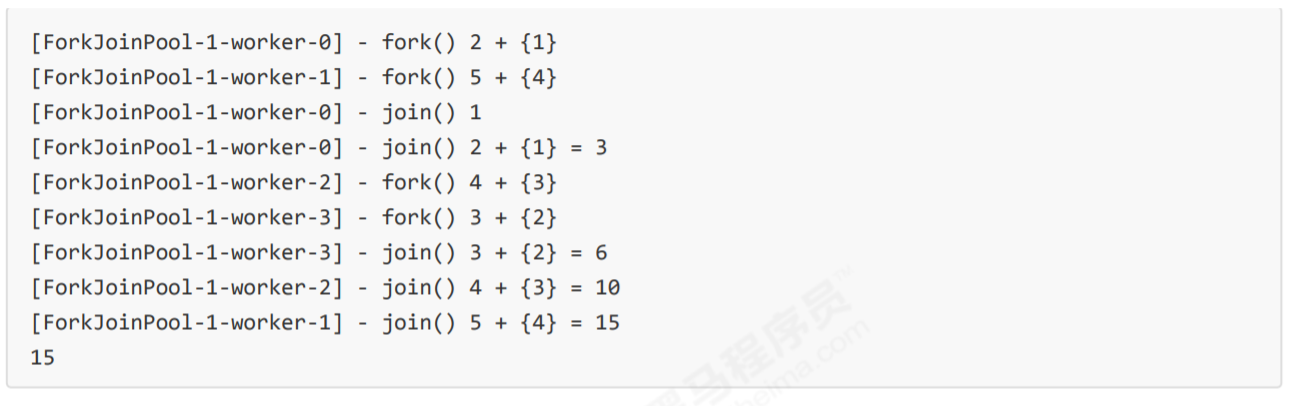 [ForkJoinPool-1-worker-0] - fork() 2 + {1}
[ForkJoinPool-1-worker-1] - fork() 5 + {4}
[ForkJoinPool-1-worker-0] - join() 1
[ForkJoinPool-1-worker-0] - join() 2 + {1} = 3
[ForkJoinPool-1-worker-2] - fork() 4 + {3}
[ForkJoinPool-1-worker-3] - fork() 3 + {2}
[ForkJoinPool-1-worker-3] - join() 3 + {2} = 6
[ForkJoinPool-1-worker-2] - join() 4 + {3} = 10
[ForkJoinPool-1-worker-1] - join() 5 + {4} = 15
15
马程序员